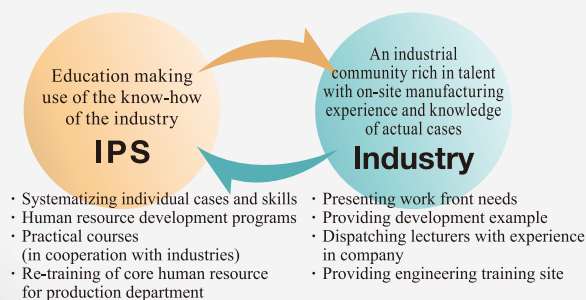 Education making
use of the know-how
of the industry
IPS
An industrial
community rich in talent
with on-site manufacturing
experience and knowledge
of actual cases
Industry
· Systematizing individual cases and skills
· Human resource development programs
· Practical courses
(in cooperation with industries)
· Re-training of core human resource
for production department
· Presenting work front needs
· Providing development example
· Dispatching lecturers with experience
in company
· Providing engineering training site